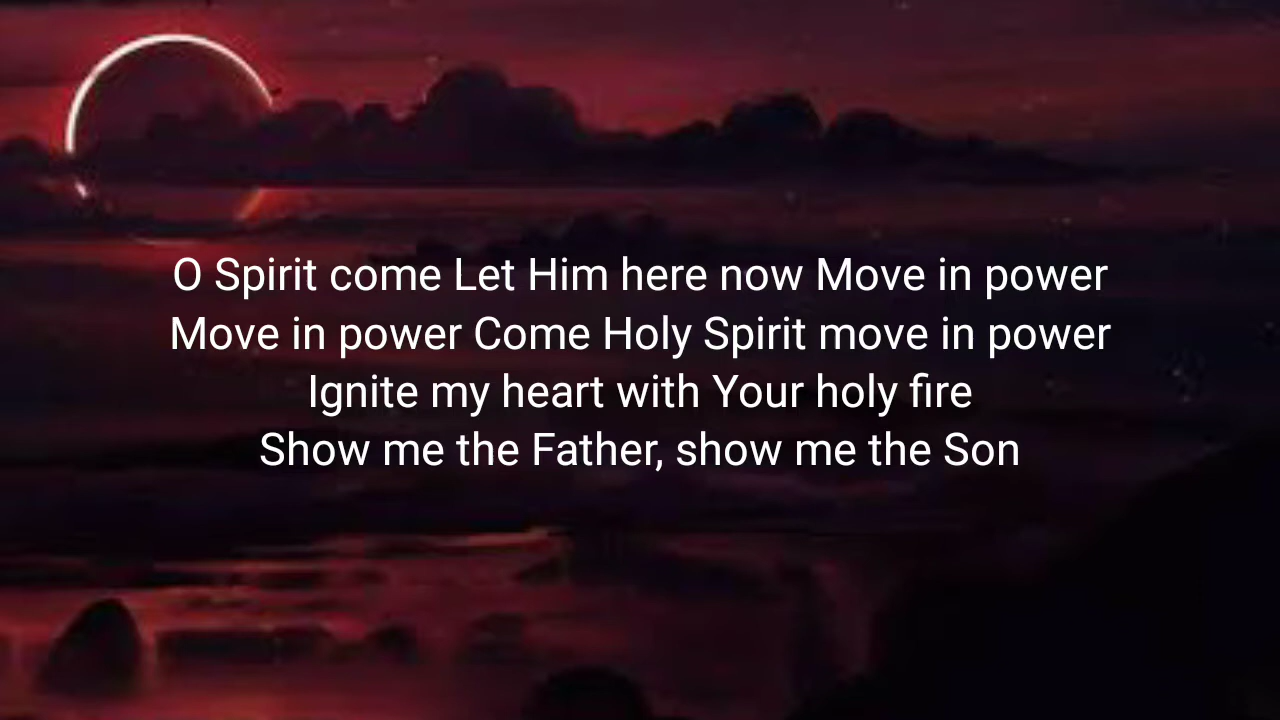 O Spirit come Let Him here now Move in power
Move in power Come Holy Spirit move in power
Ignite my heart with Your holy fire
Show me the Father, show me the Son